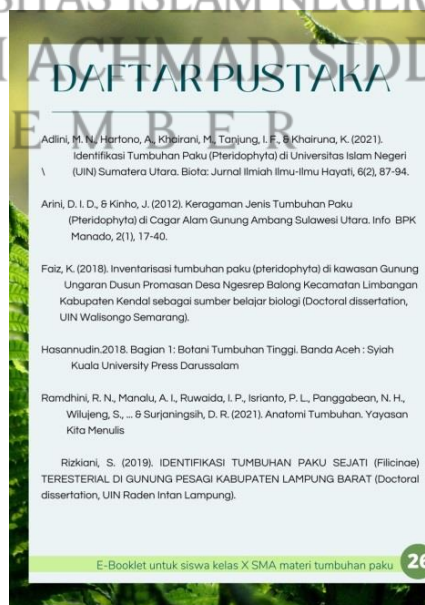 SITAS ISLAM NEGERI
I ACHMAD SIDD
E M B E R
DAFTAR PUSTAKA
Adlini, M. N., Hartono, A., Khairani, M., Tanjung, I. F., & Khairuna, K. (2021).
Identifikasi Tumbuhan Paku (Pteridophyta) di Universitas Islam Negeri
\ (UIN) Sumatera Utara. Biota: Jurnal Ilmiah Ilmu-Ilmu Hayati, 6(2), 87-94.
Arini, D. I. D., & Kinho, J. (2012). Keragaman Jenis Tumbuhan Paku
(Pteridophyta) di Cagar Alam Gunung Ambang Sulawesi Utara. Info BPK
Manado, 2(1), 17-40.
Faiz, K. (2018). Inventarisasi tumbuhan paku (pteridophyta) di kawasan Gunung
Ungaran Dusun Promasan Desa Ngesrep Balong Kecamatan Limbangan
Kabupaten Kendal sebagai sumber belajar biologi (Doctoral dissertation,
UIN Walisongo Semarang).
Hasannudin.2018. Bagian 1: Botani Tumbuhan Tinggi. Banda Aceh : Syiah
Kuala University Press Darussalam
Ramdhini, R. N., Manalu, A. I., Ruwaida, I. P., Isrianto, P. L., Panggabean, N. H.,
Wilujeng, S., ... & Surjaningsih, D. R. (2021). Anatomi Tumbuhan. Yayasan
Kita Menulis
Rizkiani, S. (2019). IDENTIFIKASI TUMBUHAN PAKU SEJATI (Filicinae)
TERESTERIAL DI GUNUNG PESAGI KABUPATEN LAMPUNG BARAT (Doctoral
dissertation, UIN Raden Intan Lampung).
E-Booklet untuk siswa kelas X SMA materi tumbuhan paku 26